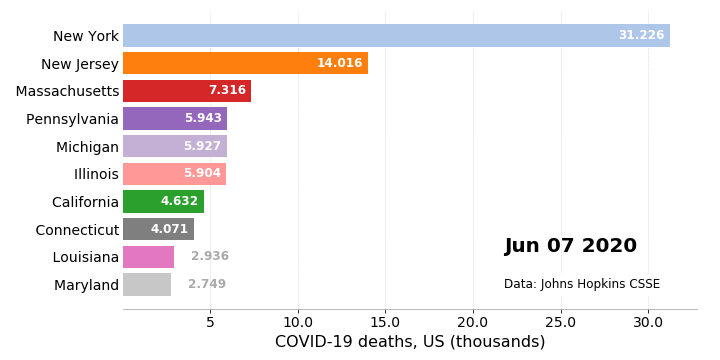 New York 31.226
New Jersey 14.016
Massachusetts 7.316
Pennsylvania 5.943
Michigan 5.927
Illinois 5.904
California 4.632
Connecticut 4.071
Louisiana 2.936
Maryland 2.749
Jun 07 2020
Data: Johns Hopkins CSSE
5 10.0 15.0 20.0 25.0 30.0
COVID-19 deaths, US (thousands)